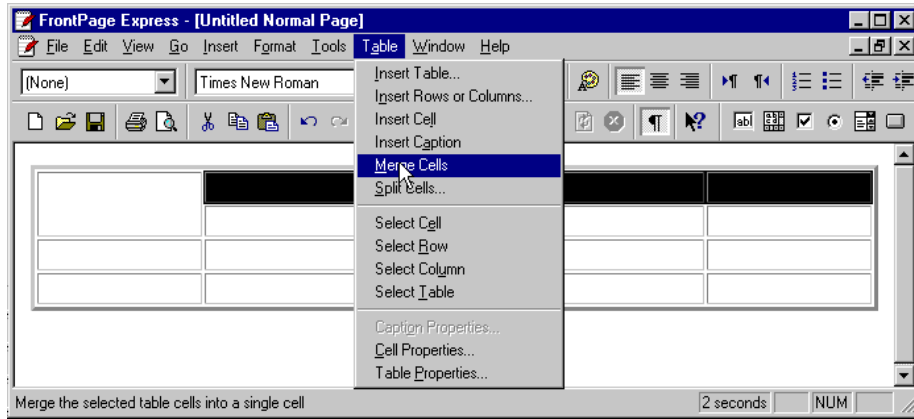 FrontPage Express - [Untitled Normal Page]
File Edit View Go Insert Format Tools Table Window Help
(None) Times New Roman
Insert Table...
Insert Rows or Columns...
Insert Cell
Insert Caption
Merge Cells
Split Cells...
Select Cell
Select Row
Select Column
Select Table
Caption Properties...
Cell Properties...
Table Properties...
Merge the selected table cells into a single cell 2 seconds NUM